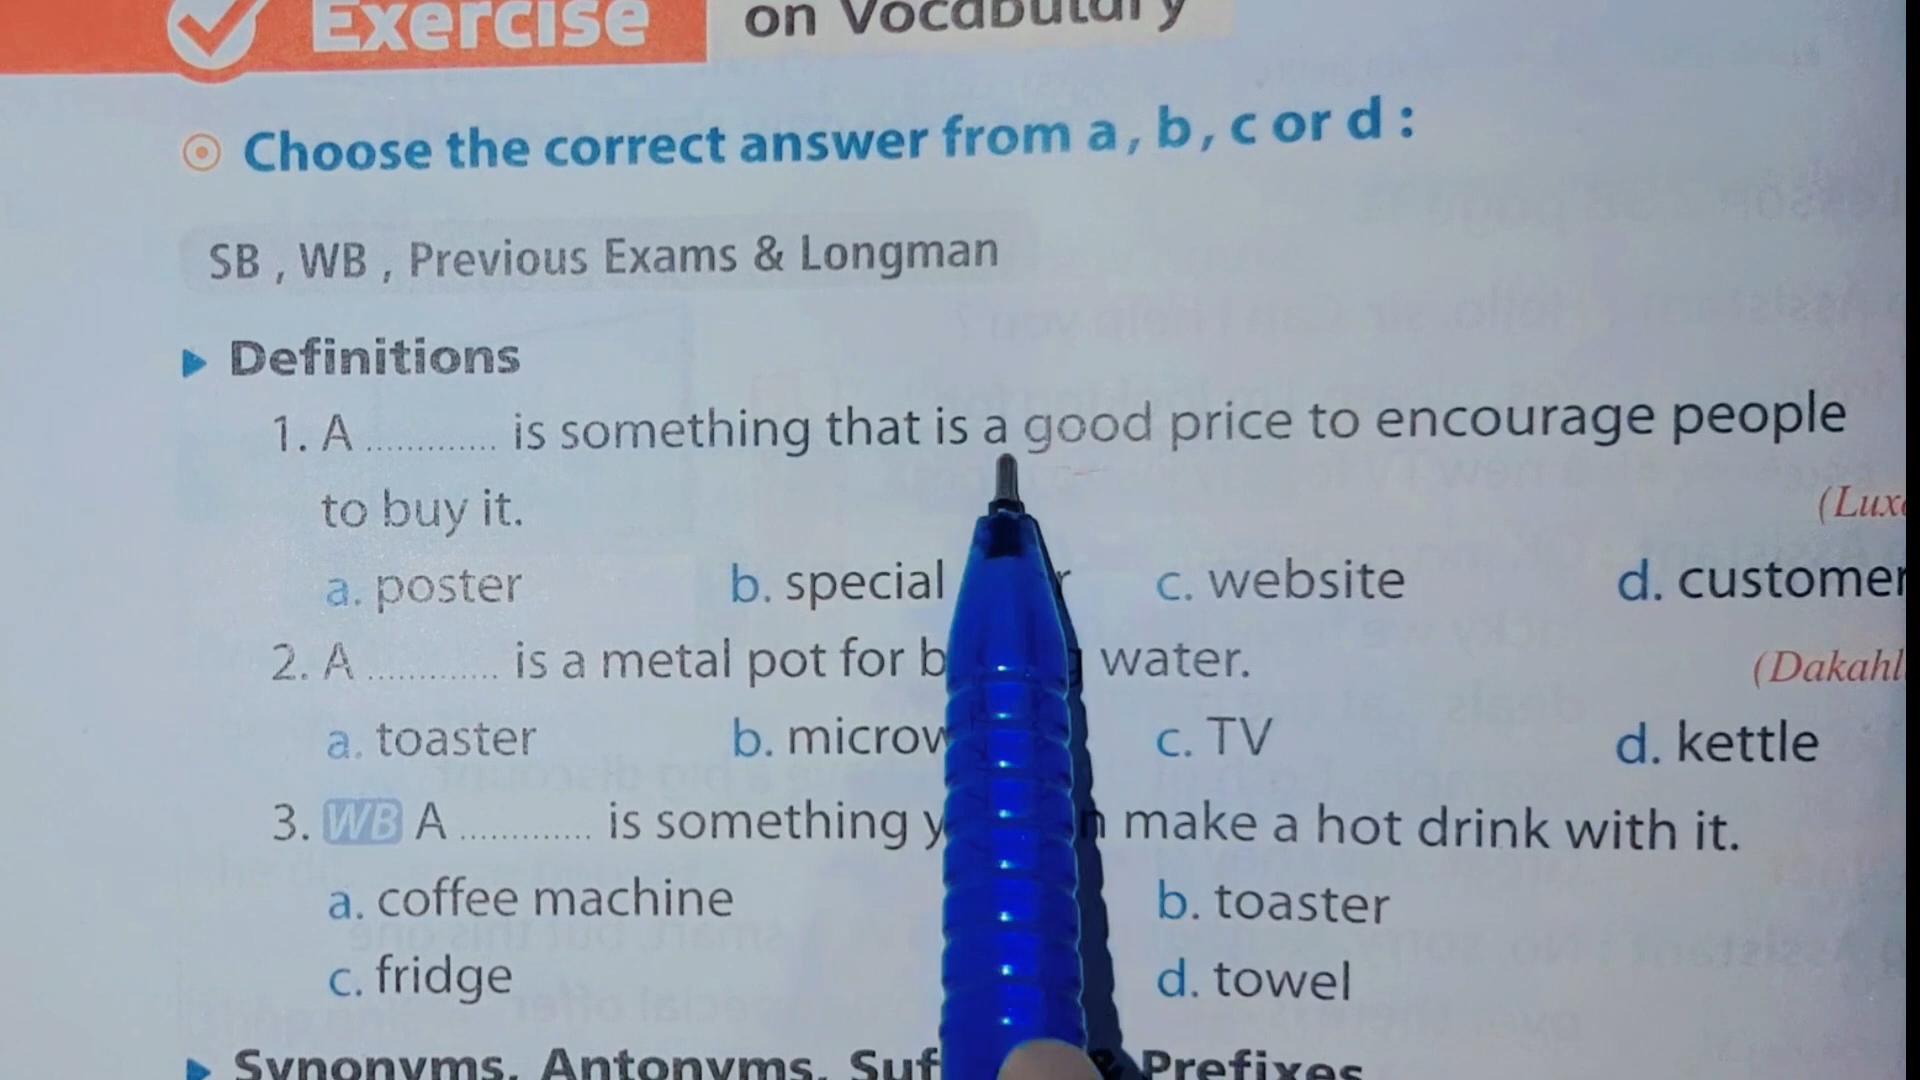 Exercise on Vocabulary
Choose the correct answer from a, b, c or d :
SB, WB, Previous Exams & Longman
Definitions
1. A ............ is something that is a good price to encourage people
to buy it.
a. poster b. special c. website d. customer
2. A ............ is a metal pot for water.
a. toaster b. c. TV d. kettle
3. WB A ............ is something make a hot drink with it.
a. coffee machine b. toaster
c. fridge d. towel
Synonyms, Antonyms, & Prefixes